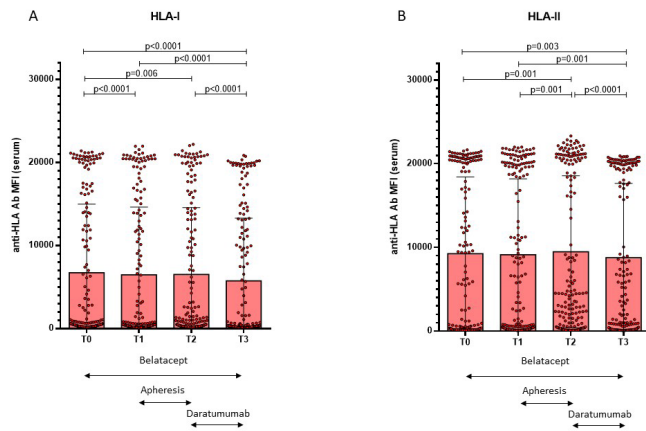 A
HLA-I
p<0.0001
p<0.0001
p=0.006
p<0.0001
p<0.0001
30000
20000
10000
0
anti-HLA Ab MFI (serum)
T0
T1
T2
T3
Belatacept
Apheresis
Daratumumab
B
HLA-II
p=0.003
p=0.001
p=0.001
p=0.001
p<0.0001
30000
20000
10000
0
anti-HLA Ab MFI (serum)
T0
T1
T2
T3
Belatacept
Apheresis
Daratumumab